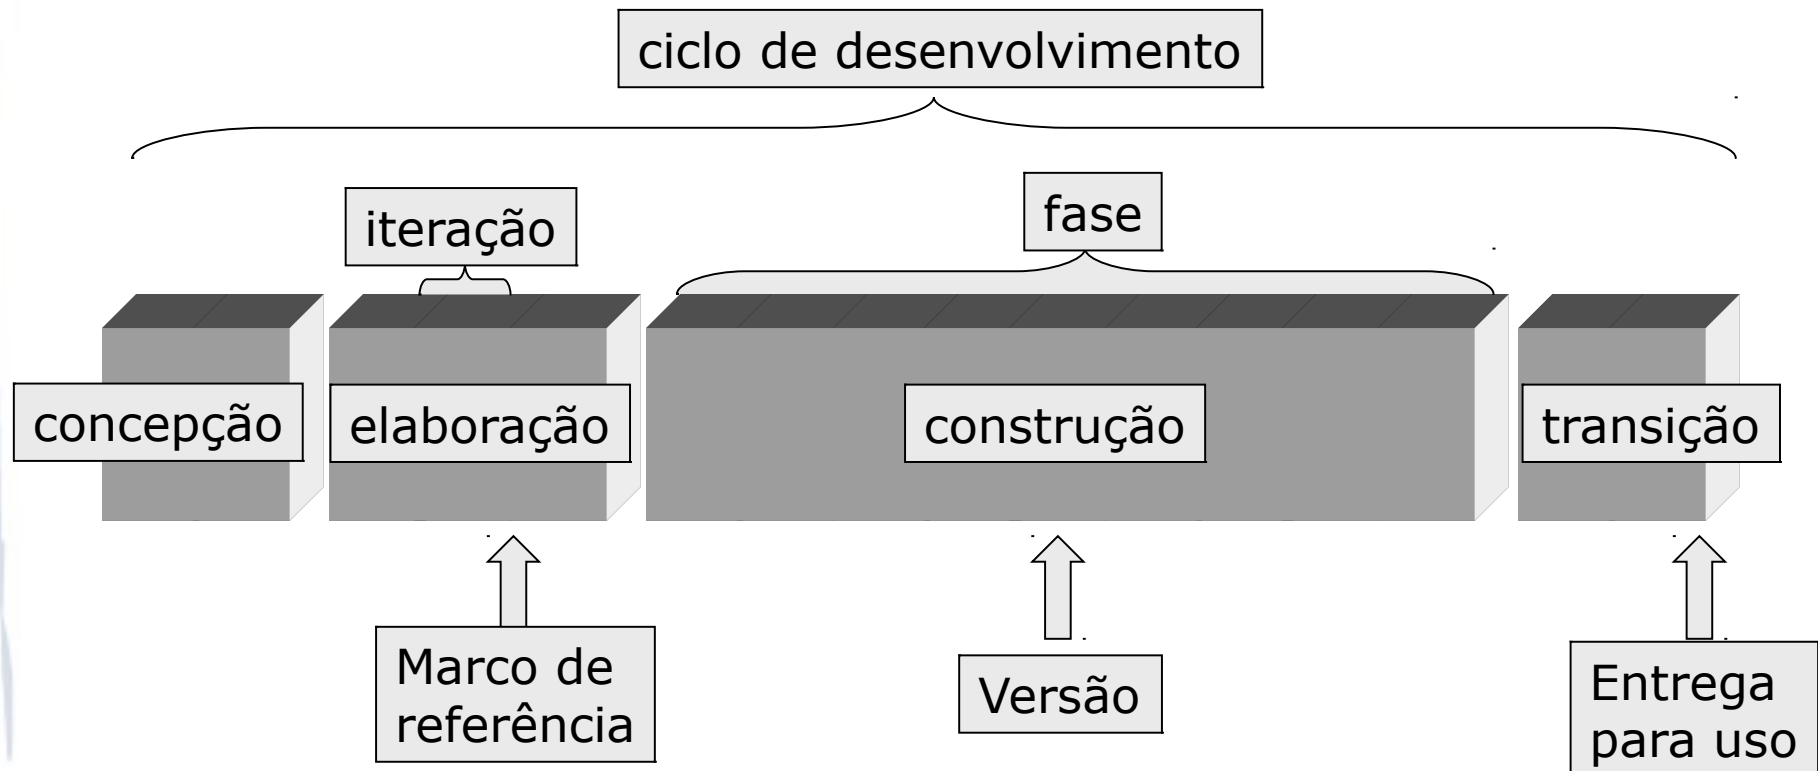 ciclo de desenvolvimento
iteração
fase
concepção
elaboração
construção
transição
Marco de
referência
Versão
Entrega
para uso